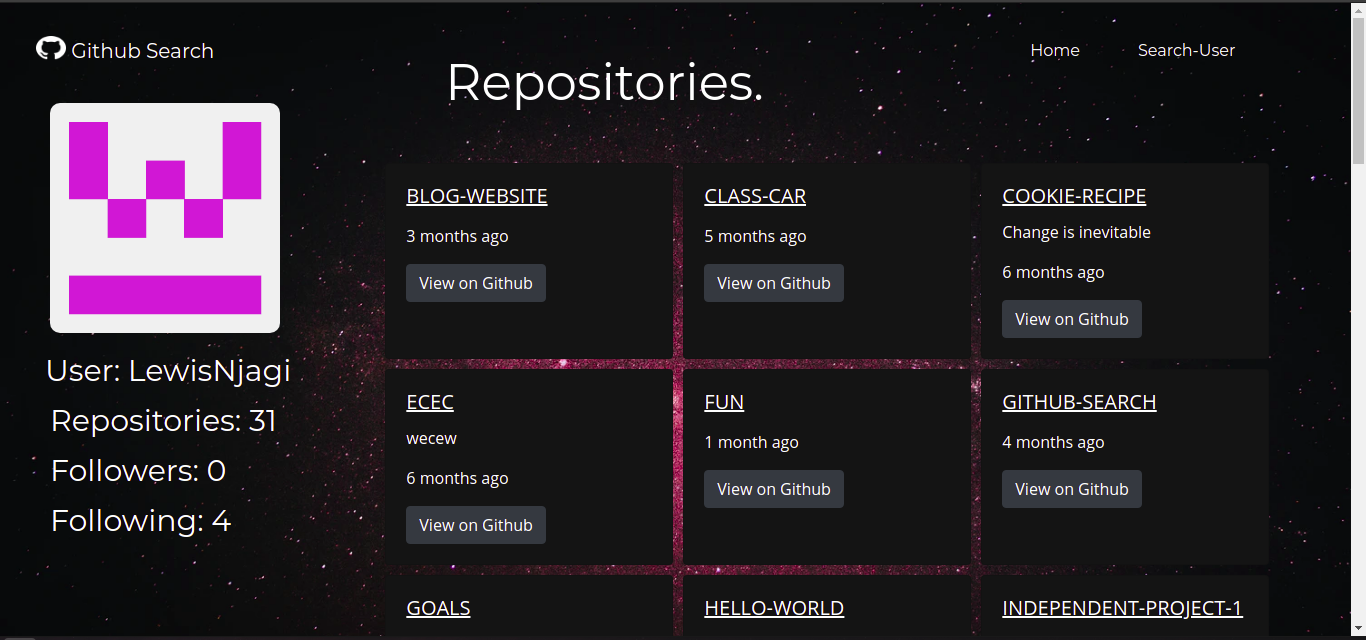 Github Search
Home
Search-User
Repositories.
User: LewisNjagi
Repositories: 31
Followers: 0
Following: 4
BLOG-WEBSITE
3 months ago
View on Github
CLASS-CAR
5 months ago
View on Github
COOKIE-RECIPE
Change is inevitable
6 months ago
View on Github
ECEC
wecew
6 months ago
View on Github
FUN
1 month ago
View on Github
GITHUB-SEARCH
4 months ago
View on Github
GOALS
HELLO-WORLD
INDEPENDENT-PROJECT-1